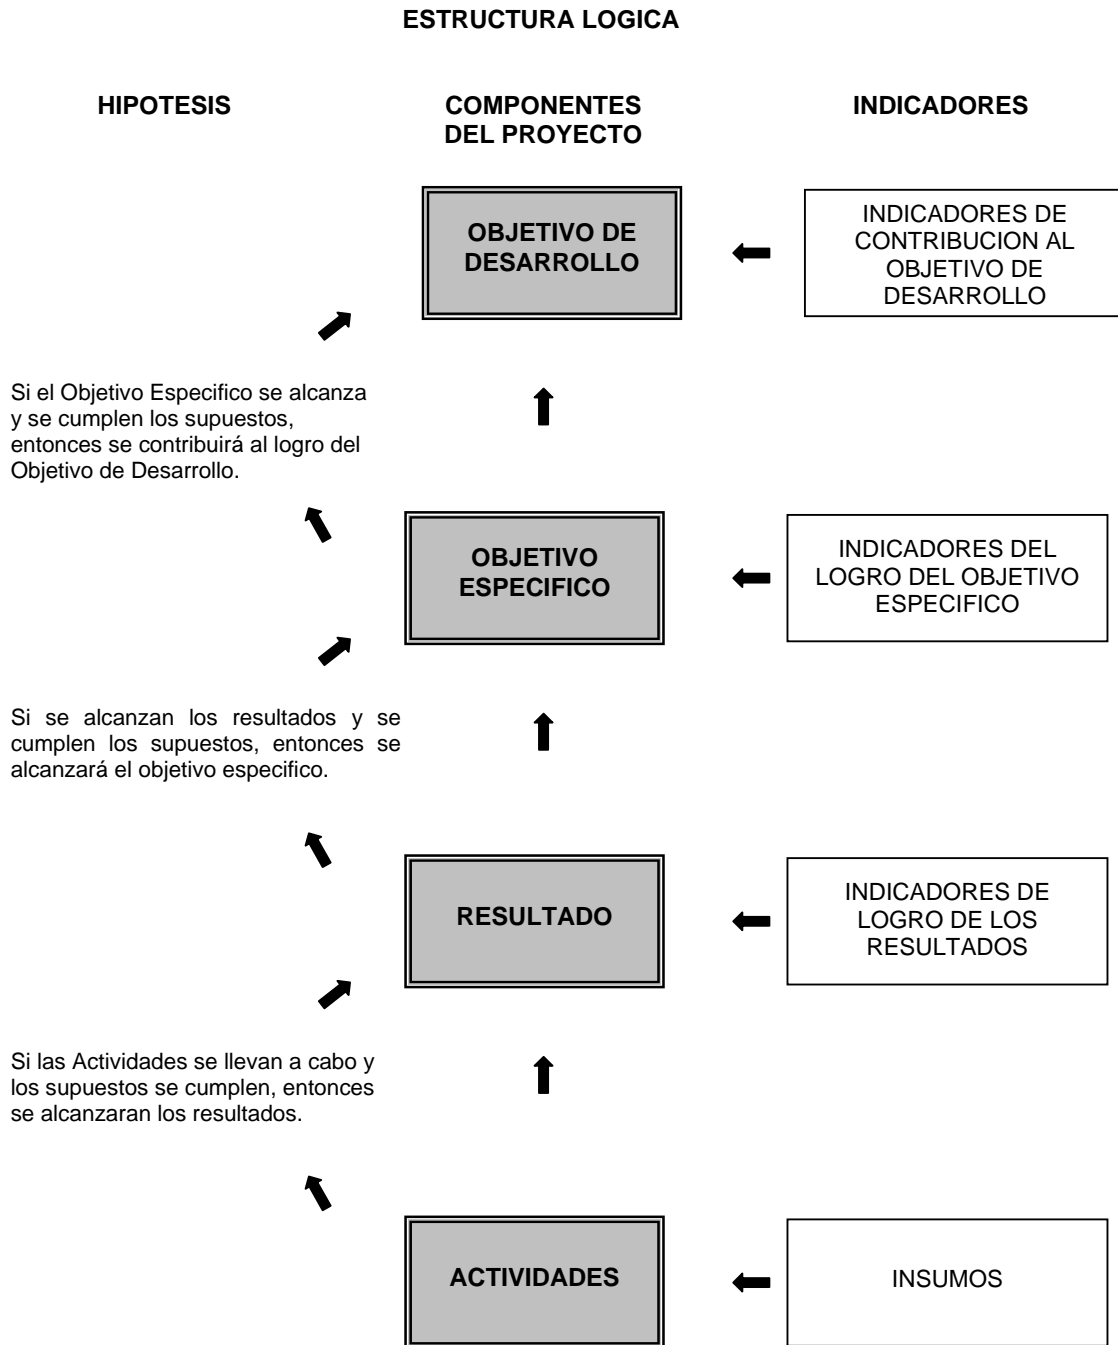 ESTRUCTURA LOGICA
HIPOTESIS
COMPONENTES
DEL PROYECTO
INDICADORES
OBJETIVO DE
DESARROLLO
INDICADORES DE
CONTRIBUCION AL
OBJETIVO DE
DESARROLLO
Si el Objetivo Especifico se alcanza
y se cumplen los supuestos,
entonces se contribuirá al logro del
Objetivo de Desarrollo.
OBJETIVO
ESPECIFICO
INDICADORES DEL
LOGRO DEL OBJETIVO
ESPECIFICO
Si se alcanzan los resultados y se
cumplen los supuestos, entonces se
alcanzará el objetivo especifico.
RESULTADO
INDICADORES DE
LOGRO DE LOS
RESULTADOS
Si las Actividades se llevan a cabo y
los supuestos se cumplen, entonces
se alcanzaran los resultados.
ACTIVIDADES
INSUMOS